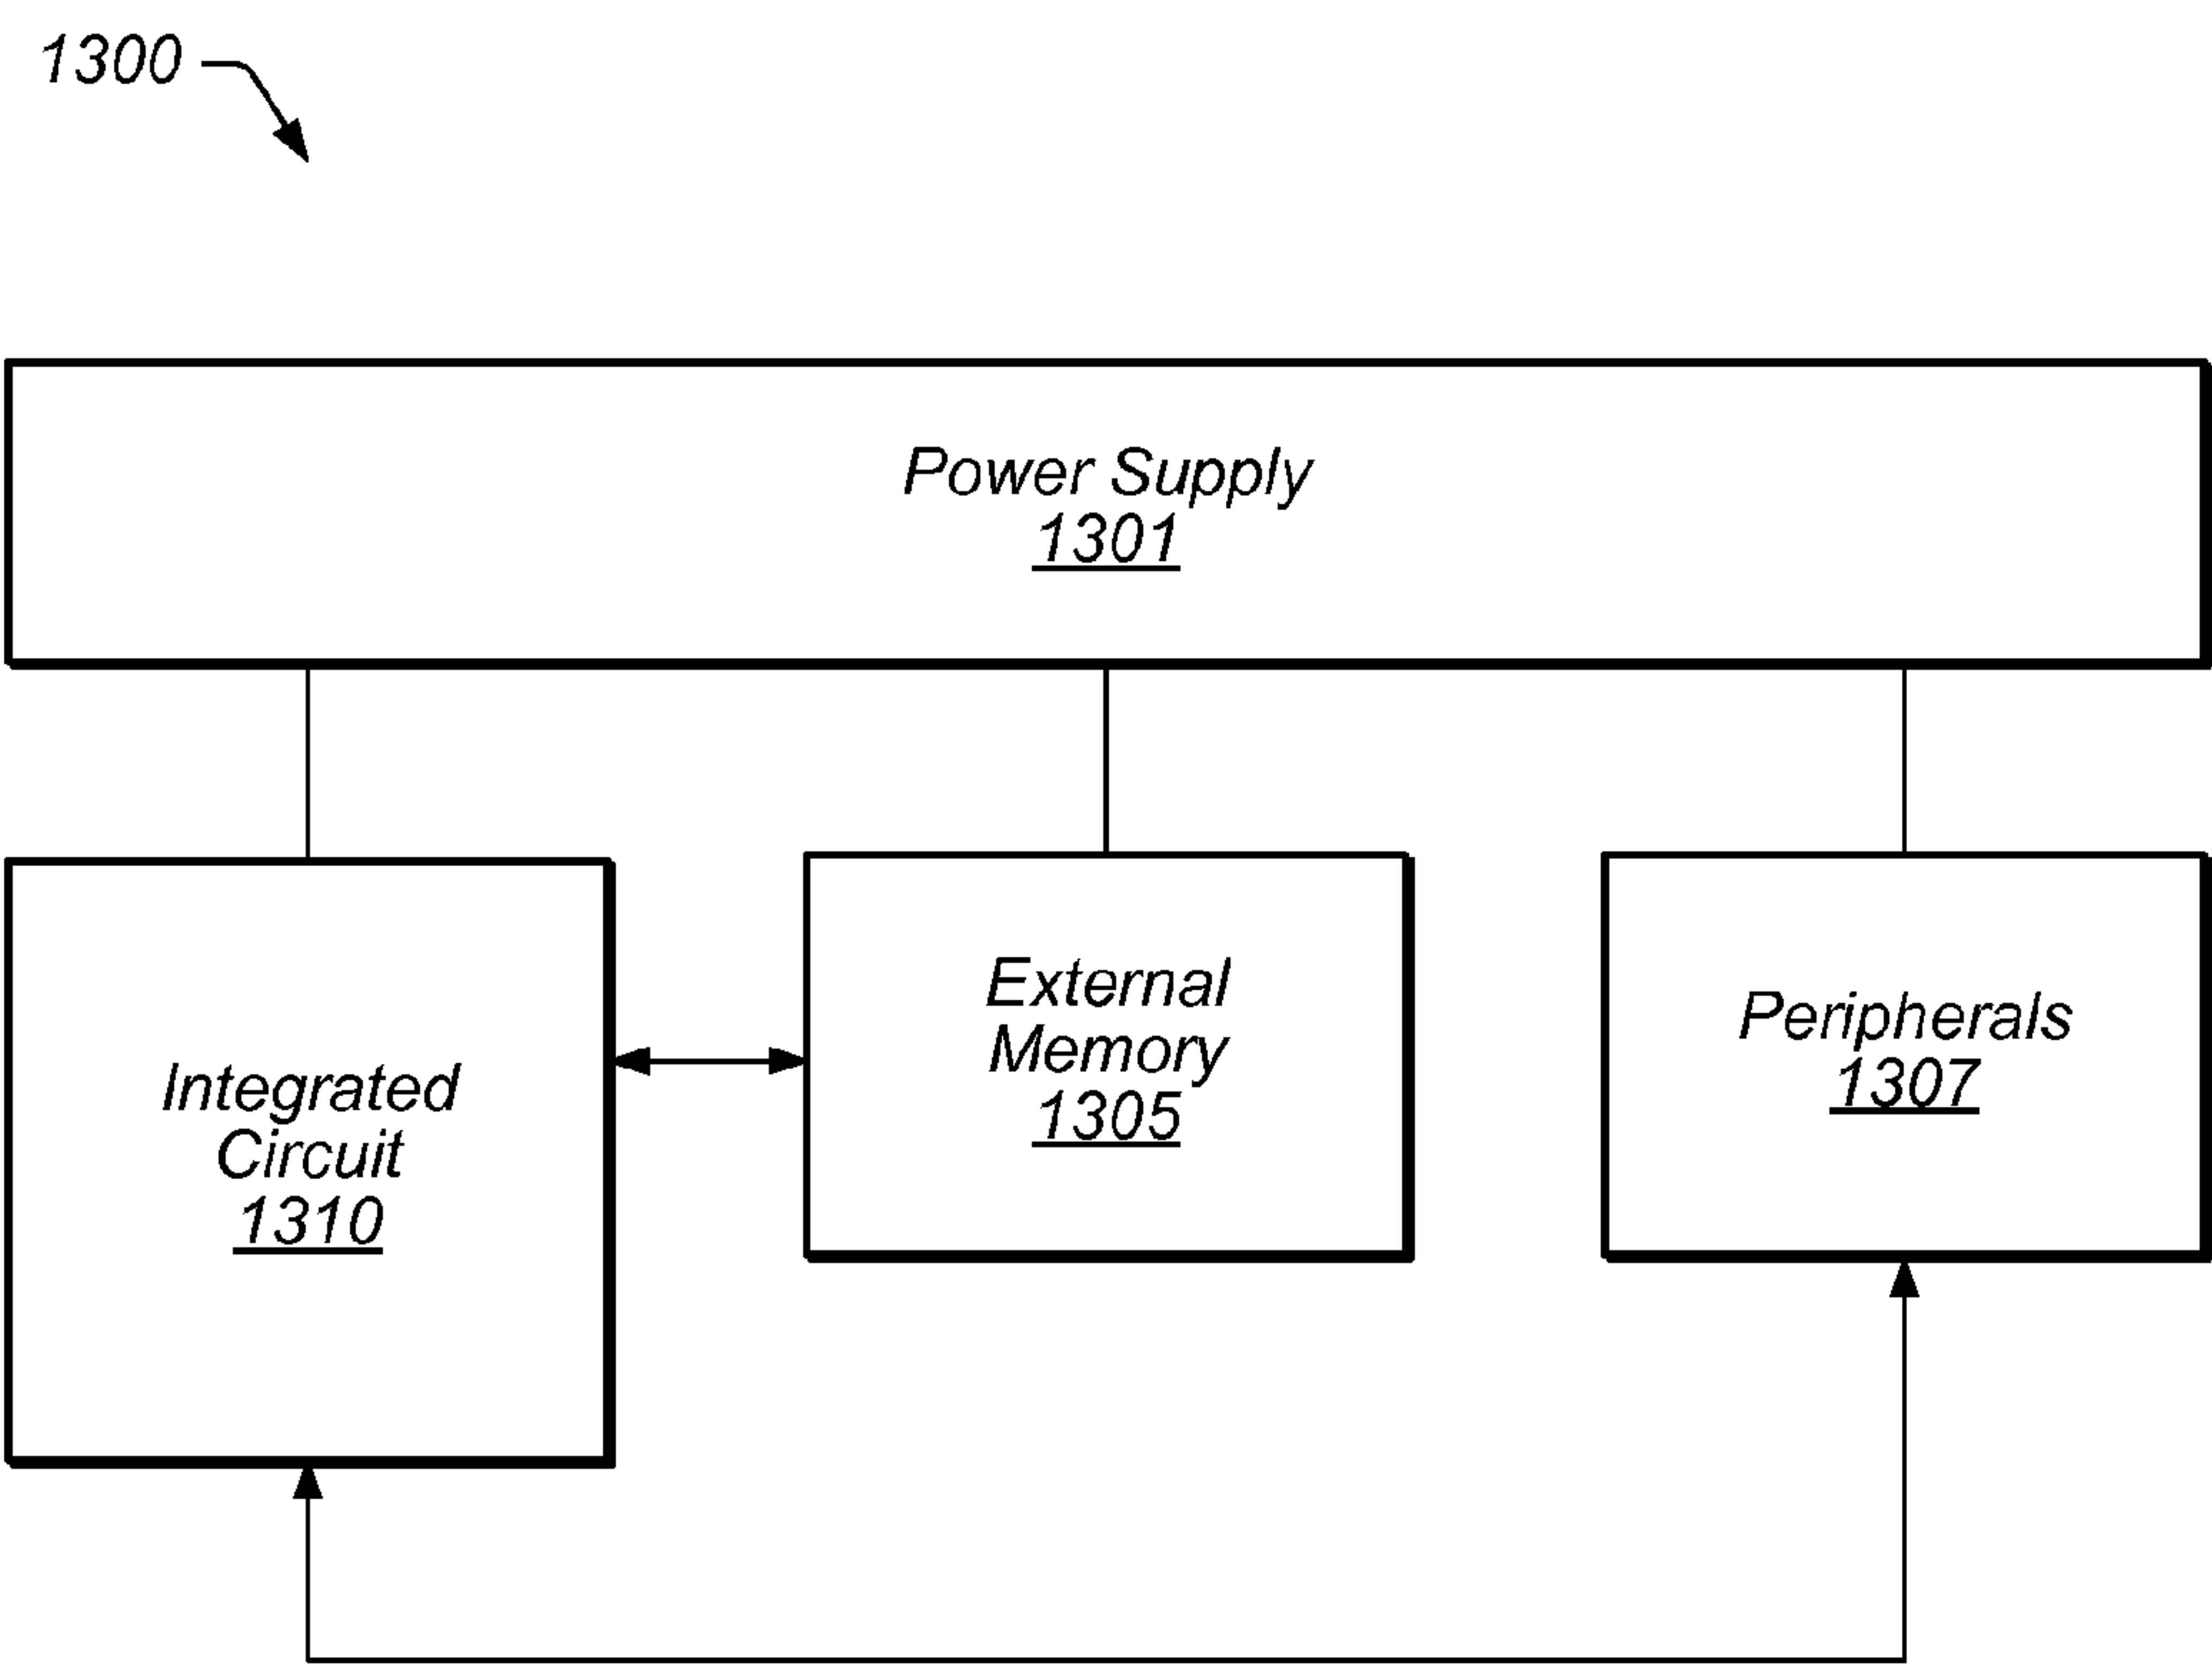 1300
Power Supply
1301
Integrated
Circuit
1310
External
Memory
1305
Peripherals
1307